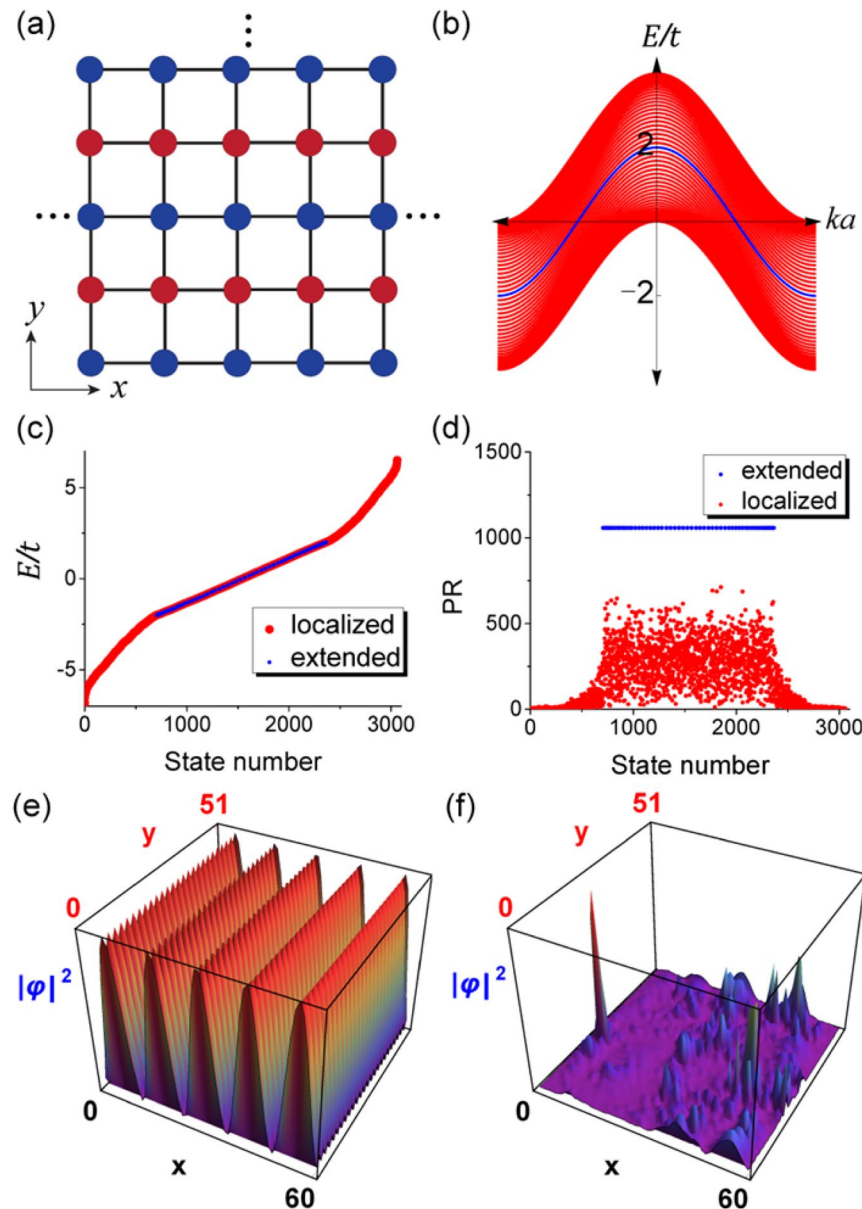 (a)
y
x
(b)
E/t
2
ka
−2
(c)
5
E/t
0
-5
localized
extended
0 1000 2000 3000
State number
(d)
1500
extended
localized
1000
PR
500
0
0 1000 2000 3000
State number
(e)
51
y
0
|φ|²
0
x
60
(f)
51
y
0
|φ|²
0
x
60